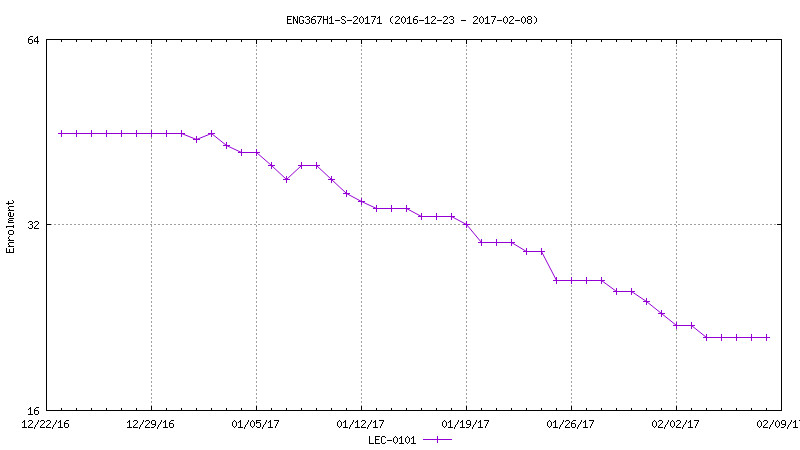 ENG367H1-S-20171 (2016-12-23 - 2017-02-08)
64
32
16
Enrolment
12/22/16 12/29/16 01/05/17 01/12/17 01/19/17 01/26/17 02/02/17 02/09/1
LEC-0101